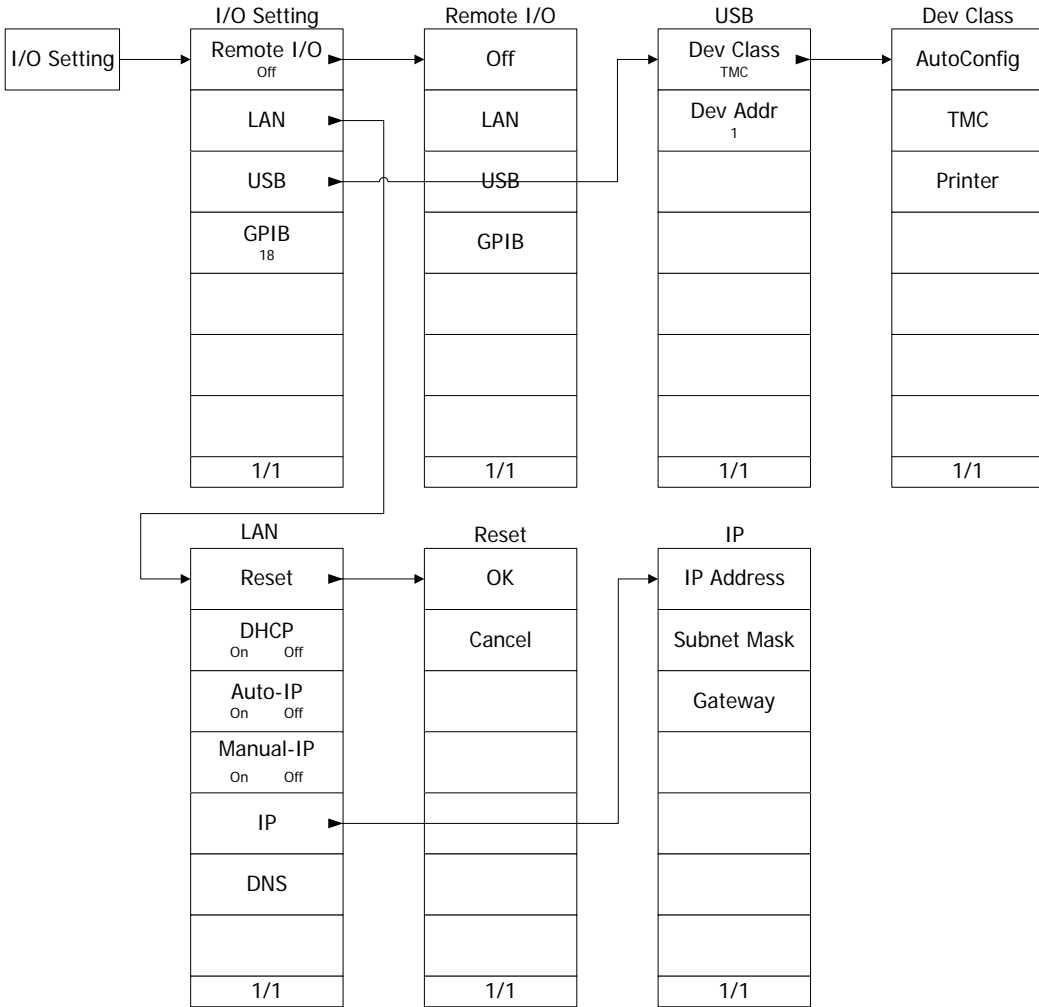 I/O Setting
I/O Setting
Remote I/O
Off
LAN
USB
GPIB
18
1/1
Remote I/O
Off
LAN
USB
GPIB
1/1
USB
Dev Class
TMC
Dev Addr
1
1/1
Dev Class
AutoConfig
TMC
Printer
1/1
LAN
Reset
DHCP
On Off
Auto-IP
On Off
Manual-IP
On Off
IP
DNS
1/1
Reset
OK
Cancel
1/1
IP
IP Address
Subnet Mask
Gateway
1/1